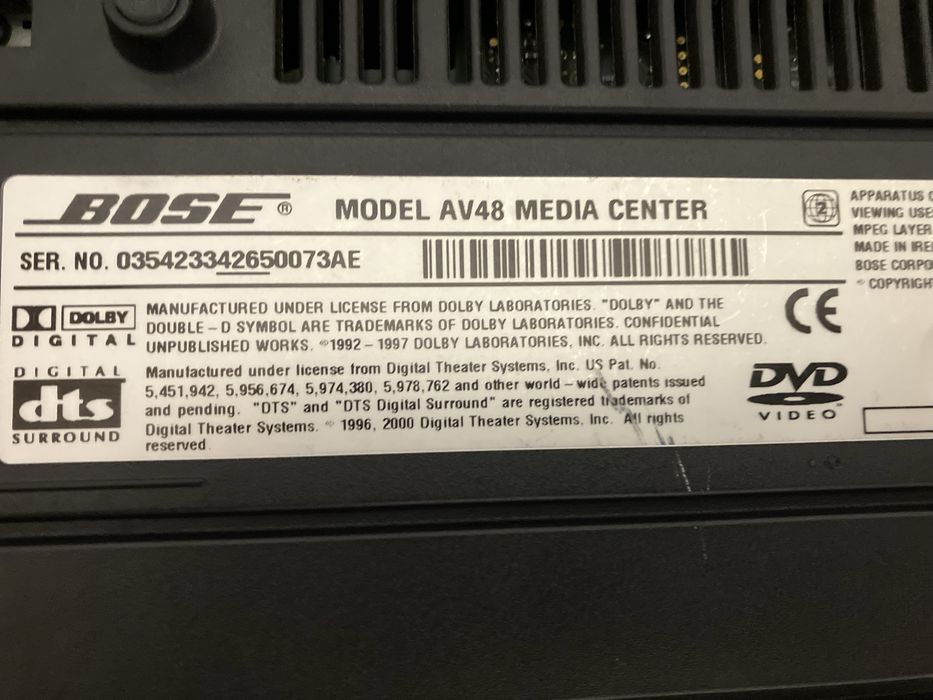 BOSE ® MODEL AV48 MEDIA CENTER
SER. NO. 035423342650073AE
DOLBY
DIGITAL
MANUFACTURED UNDER LICENSE FROM DOLBY LABORATORIES. "DOLBY" AND THE
DOUBLE – D SYMBOL ARE TRADEMARKS OF DOLBY LABORATORIES. CONFIDENTIAL
UNPUBLISHED WORKS. ©1992 – 1997 DOLBY LABORATORIES, INC. ALL RIGHTS RESERVED.
CE
DIGITAL
dts
SURROUND
Manufactured under license from Digital Theater Systems, Inc. US Pat. No.
5,451,942, 5,956,674, 5,974,380, 5,978,762 and other world – wide patents issued
and pending. "DTS" and "DTS Digital Surround" are registered trademarks of
Digital Theater Systems. © 1996, 2000 Digital Theater Systems, Inc. All rights
reserved.
DVD
VIDEO™
2
APPARATUS
VIEWING
MPEG LAYER
MADE IN
BOSE